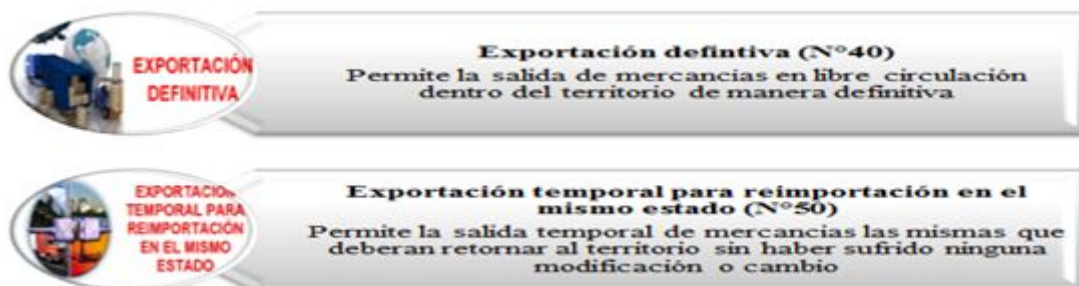 EXPORTACIÓN
DEFINITIVA
Exportación defintiva (N°40)
Permite la salida de mercancias en libre circulación
dentro del territorio de manera definitiva
EXPORTACIÓN
TEMPORAL PARA
REIMPORTACIÓN
EN EL MISMO
ESTADO
Exportación temporal para reimportación en el
mismo estado (N°50)
Permite la salida temporal de mercancias las mismas que
deberan retornar al territorio sin haber sufrido ninguna
modificación o cambio